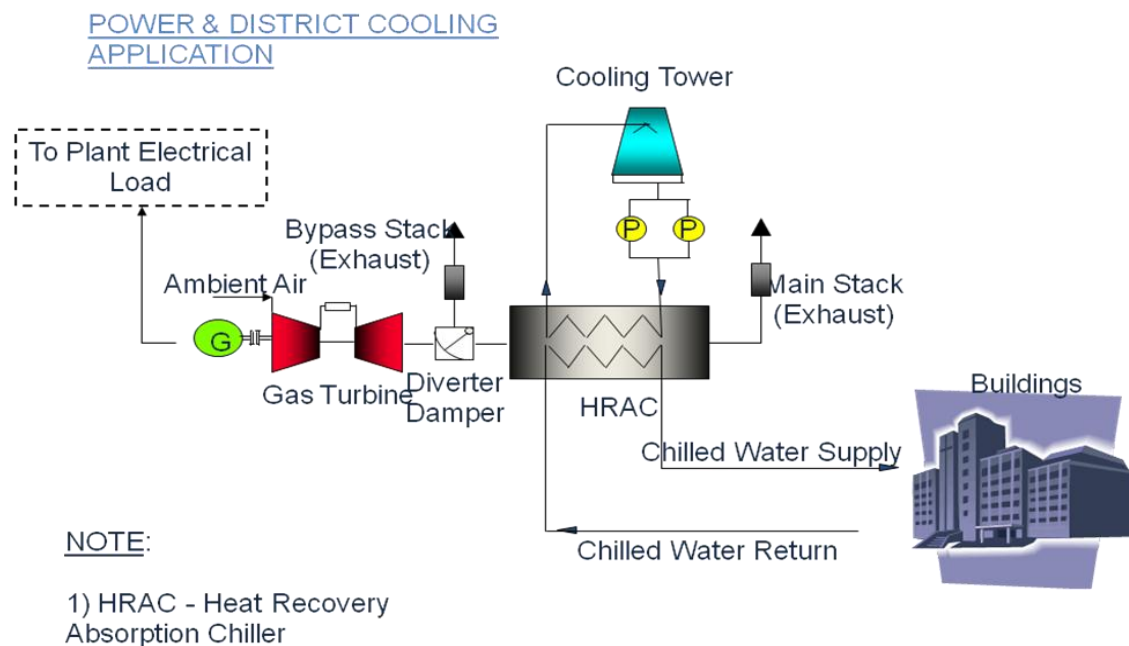 POWER & DISTRICT COOLING
APPLICATION
Cooling Tower
To Plant Electrical
Load
P
P
Bypass Stack
(Exhaust)
Ambient Air
Main Stack
(Exhaust)
G
Gas Turbine
Diverter
Damper
HRAC
Buildings
Chilled Water Supply
Chilled Water Return
NOTE:
1) HRAC - Heat Recovery
Absorption Chiller